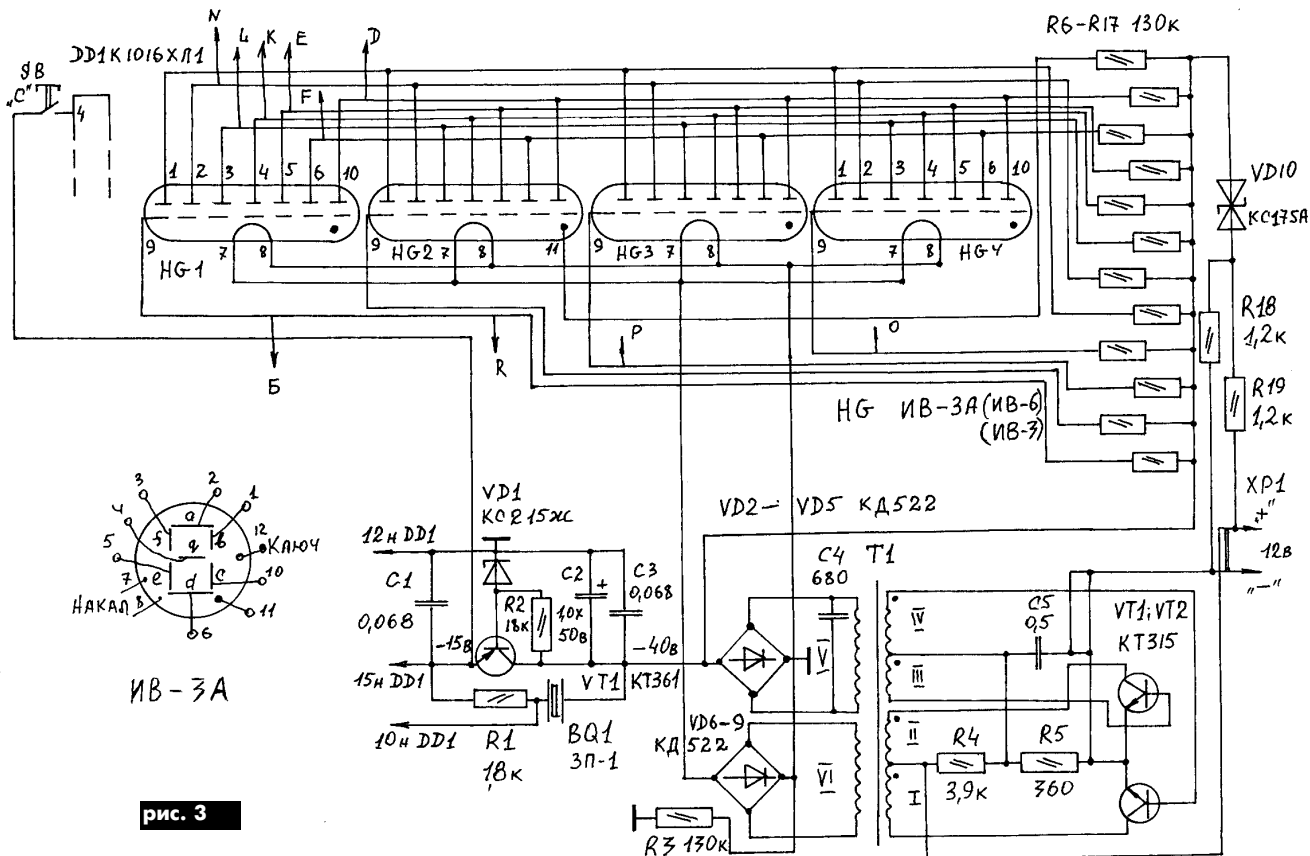 N
L
K
E
D
R6-R17 130к
DD1К1016ХЛ1
F
"С"
4
1 2 3 4 5 6 10
1 2 3 4 5 6 10
VD10
КС175А
9 7 8
HG1
9 HG2 7 8 11
9 HG3 7 8
9 7 8 HG4
R18
1,2к
R19
1,2к
Б
R
P
O
HG ИВ-3А(ИВ-6)
(ИВ-3)
XP1
"+"
12в
"-"
1
2
3
4
5
6
7
8
10
11
12
КЛЮЧ
НАКАЛ
a
b
c
d
e
f
g
ИВ-3А
VD1
КС215Ж
12н DD1
C1
0,068
R2
18к
C2
+
50в
C3
0,068
-15в
-40в
15н DD1
VT1 КТ361
10н DD1
R1
18к
BQ1
ЗП-1
VD2- VD5 КД522
C4
680
T1
V
VI
VD6-9
КД522
R3 130к
IV
III
II
I
C5
0,5
VT1;VT2
КТ315
R4
3,9к
R5
360
рис. 3